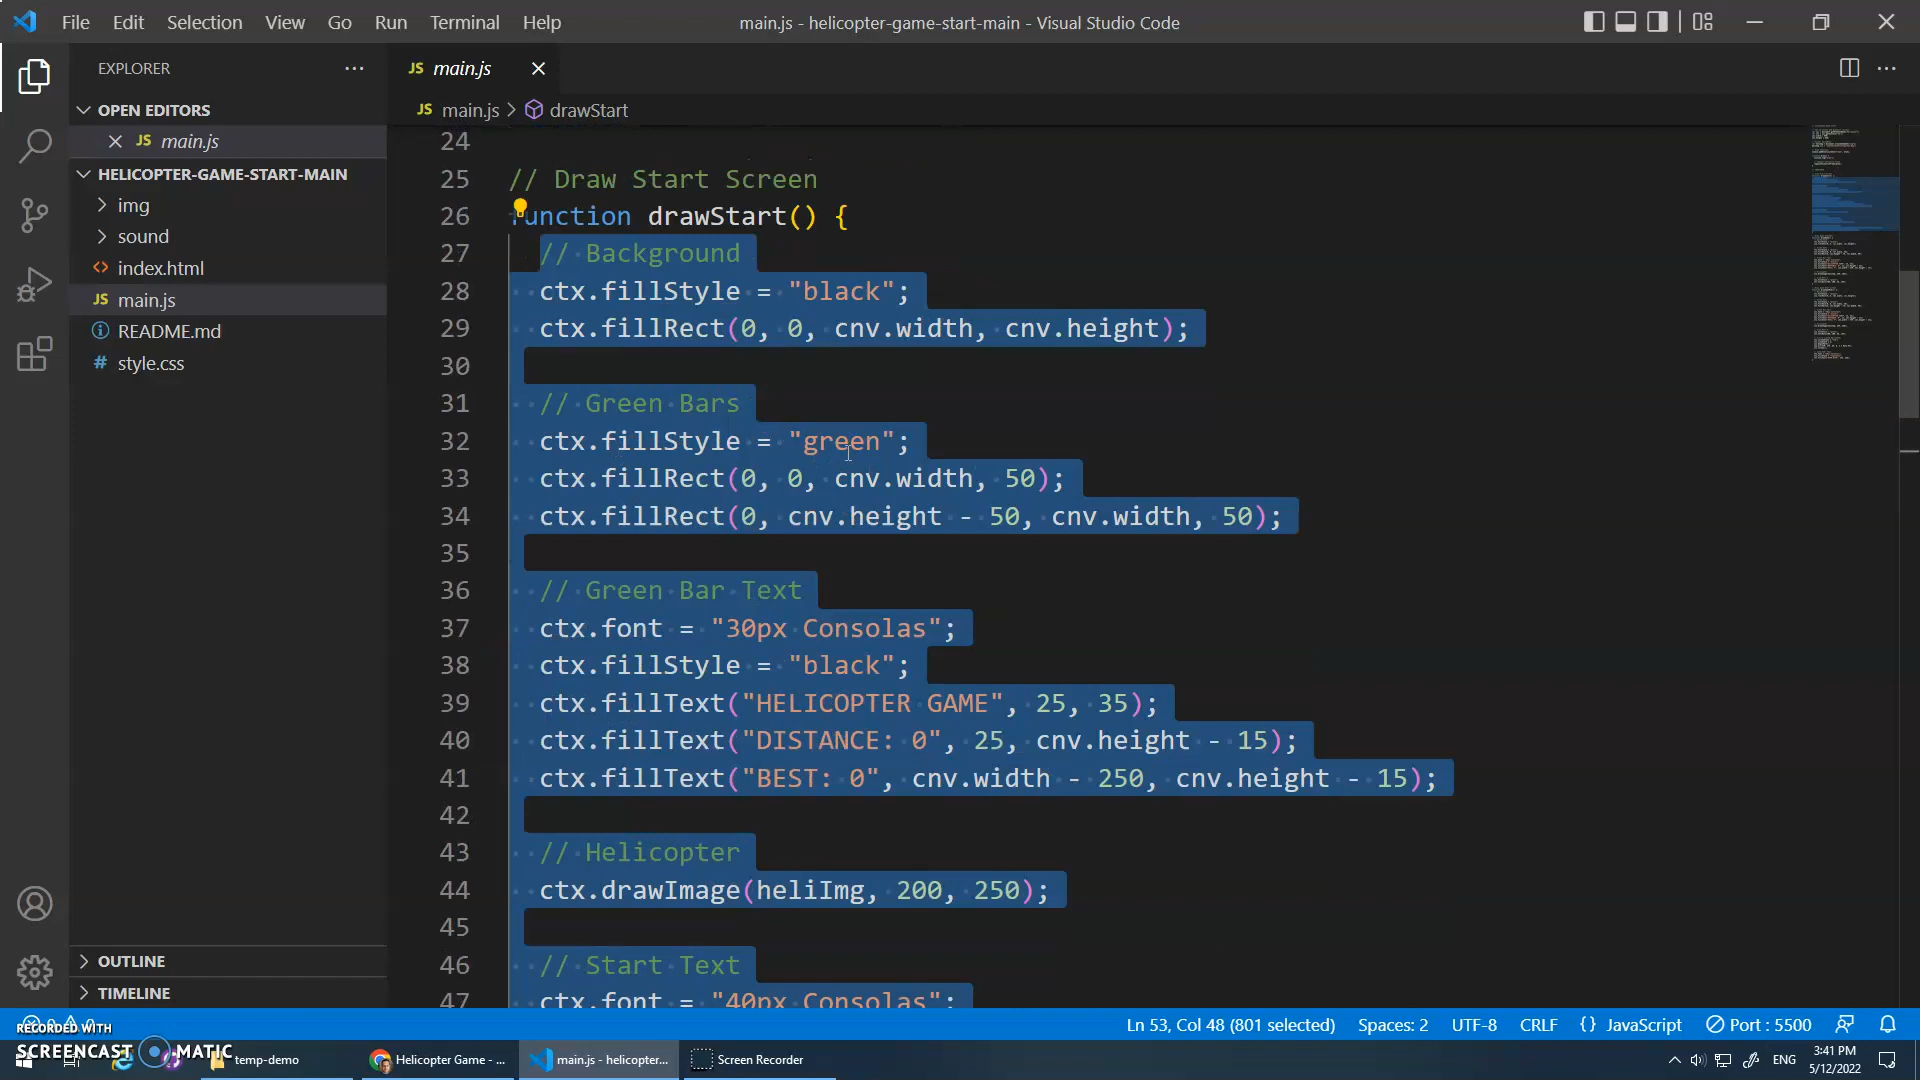 File Edit Selection View Go Run Terminal Help
main.js - helicopter-game-start-main - Visual Studio Code
EXPLORER
OPEN EDITORS
JS main.js
HELICOPTER-GAME-START-MAIN
img
sound
index.html
JS main.js
README.md
# style.css
OUTLINE
TIMELINE
JS main.js
JS main.js > drawStart
24
25 // Draw Start Screen
26 function drawStart() {
27 // Background
28 ctx.fillStyle = "black";
29 ctx.fillRect(0, 0, cnv.width, cnv.height);
30
31 // Green Bars
32 ctx.fillStyle = "green";
33 ctx.fillRect(0, 0, cnv.width, 50);
34 ctx.fillRect(0, cnv.height - 50, cnv.width, 50);
35
36 // Green Bar Text
37 ctx.font = "30px Consolas";
38 ctx.fillStyle = "black";
39 ctx.fillText("HELICOPTER GAME", 25, 35);
40 ctx.fillText("DISTANCE: 0", 25, cnv.height - 15);
41 ctx.fillText("BEST: 0", cnv.width - 250, cnv.height - 15);
42
43 // Helicopter
44 ctx.drawImage(heliImg, 200, 250);
45
46 // Start Text
47 ctx.font = "40px Consolas";
Ln 53, Col 48 (801 selected) Spaces: 2 UTF-8 CRLF {} JavaScript Port : 5500
RECORDED WITH
SCREENCAST MATIC
temp-demo
Helicopter Game - ...
main.js - helicopter...
Screen Recorder
ENG
3:41 PM
5/12/2022